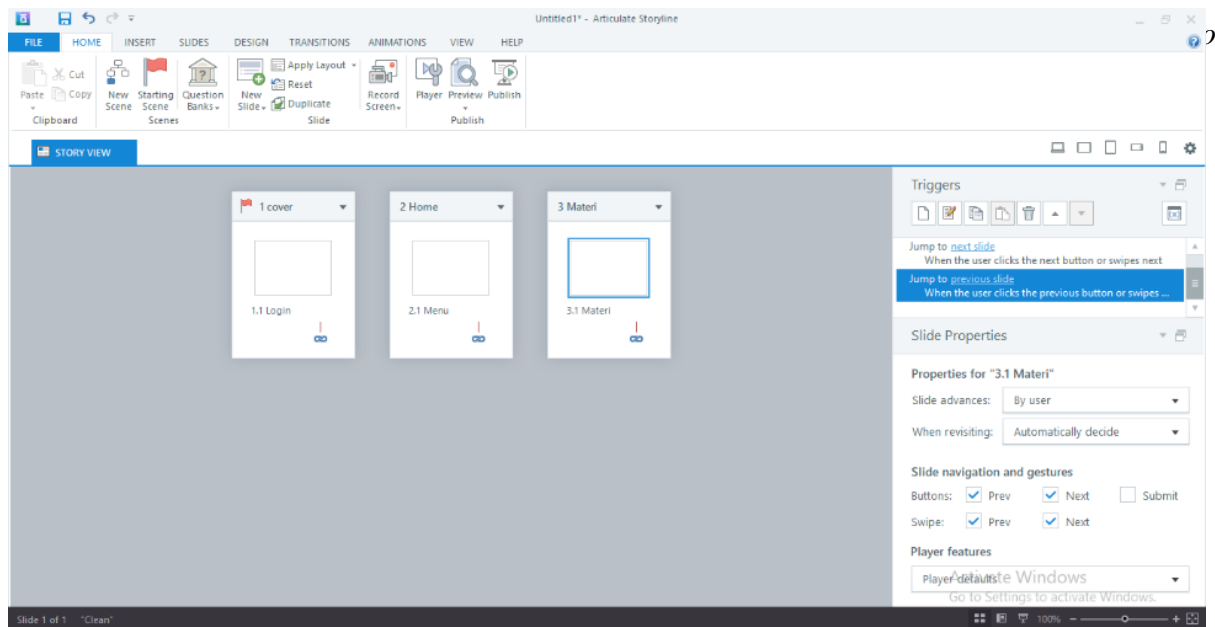 Untitled1* - Articulate Storyline
FILE HOME INSERT SLIDES DESIGN TRANSITIONS ANIMATIONS VIEW HELP
Paste Cut Copy
Clipboard
New Scene Starting Scene Question Banks
Scenes
New Slide Apply Layout Reset Duplicate Record Screen
Slide
Player Preview Publish
Publish
STORY VIEW
1 cover
1.1 Login
2 Home
2.1 Menu
3 Materi
3.1 Materi
Triggers
Jump to next slide
When the user clicks the next button or swipes next
Jump to previous slide
When the user clicks the previous button or swipes ...
Slide Properties
Properties for "3.1 Materi"
Slide advances: By user
When revisiting: Automatically decide
Slide navigation and gestures
Buttons: Prev Next Submit
Swipe: Prev Next
Player features
Player defaults
Activate Windows
Go to Settings to activate Windows.
Slide 1 of 1 "Clean" 100%